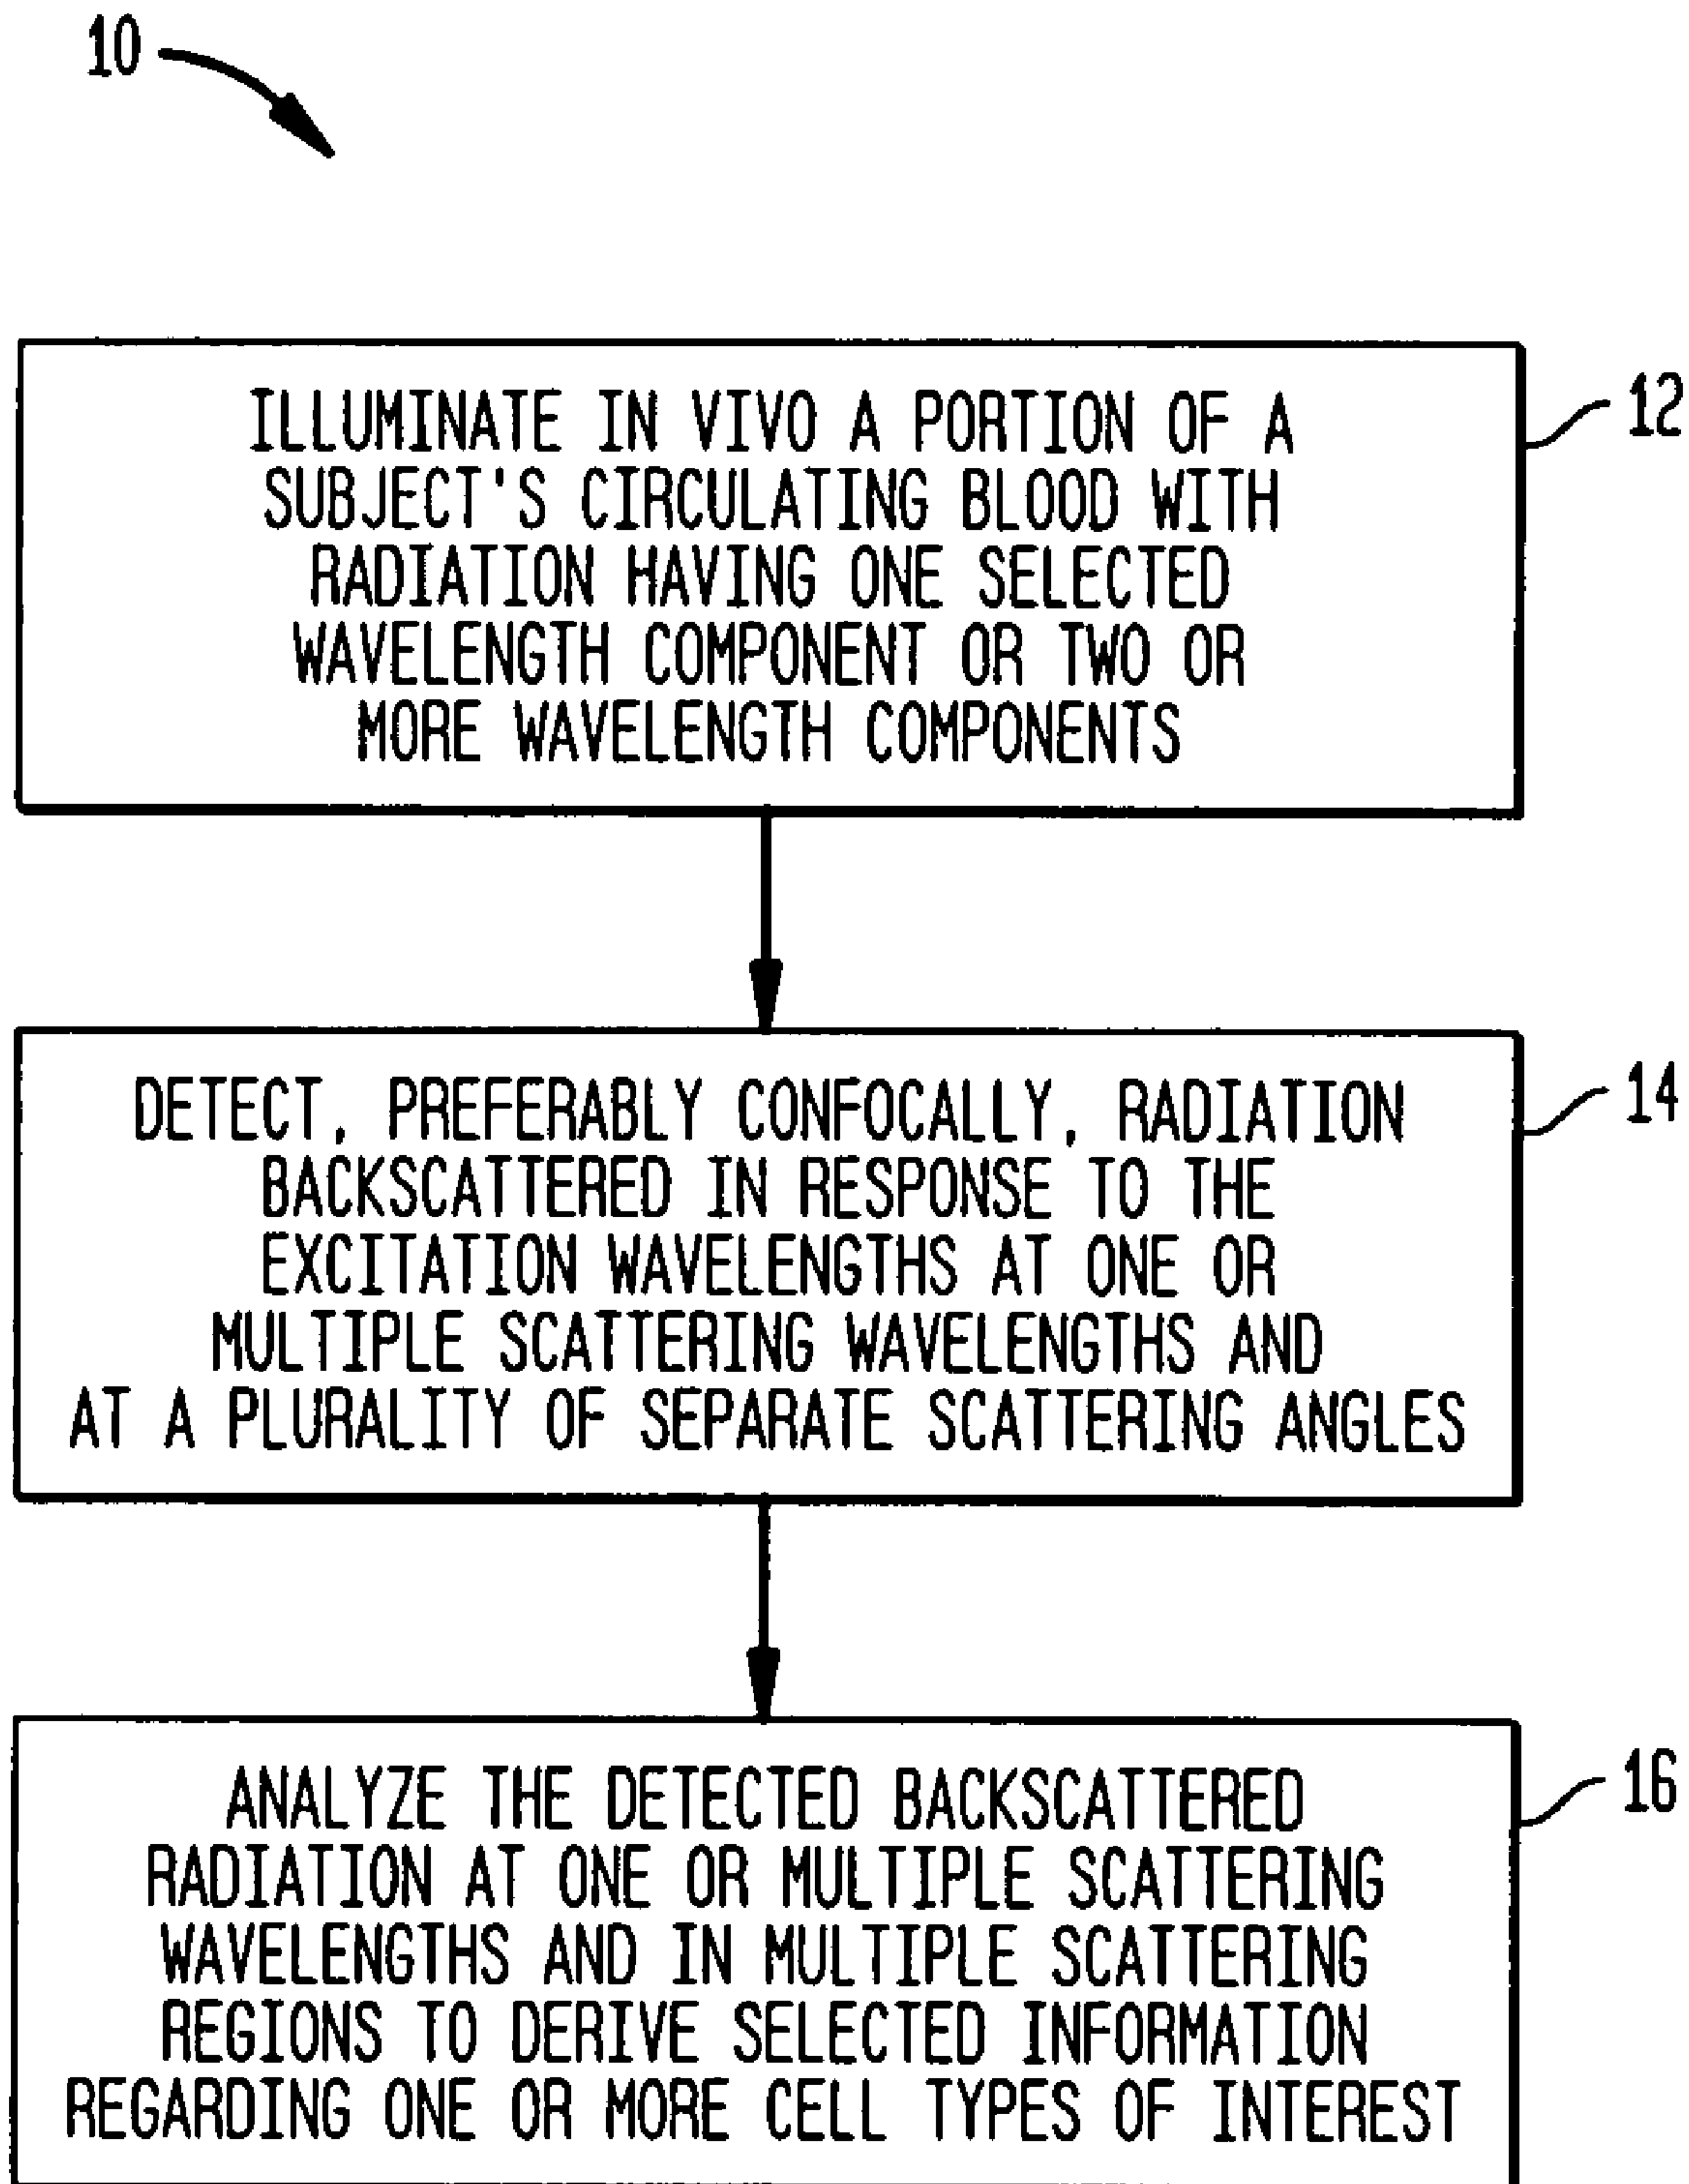 10
ILLUMINATE IN VIVO A PORTION OF A
SUBJECT'S CIRCULATING BLOOD WITH
RADIATION HAVING ONE SELECTED
WAVELENGTH COMPONENT OR TWO OR
MORE WAVELENGTH COMPONENTS
12
DETECT, PREFERABLY CONFOCALLY, RADIATION
BACKSCATTERED IN RESPONSE TO THE
EXCITATION WAVELENGTHS AT ONE OR
MULTIPLE SCATTERING WAVELENGTHS AND
AT A PLURALITY OF SEPARATE SCATTERING ANGLES
14
ANALYZE THE DETECTED BACKSCATTERED
RADIATION AT ONE OR MULTIPLE SCATTERING
WAVELENGTHS AND IN MULTIPLE SCATTERING
REGIONS TO DERIVE SELECTED INFORMATION
REGARDING ONE OR MORE CELL TYPES OF INTEREST
16